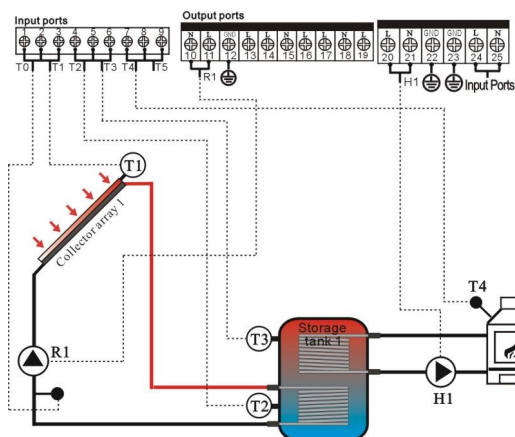 Input ports
Output ports
1 2 3 4 5 6 7 8 9
N L GND L L N L L N L
10 11 12 13 14 15 16 17 18 19
L N GND GND L N
20 21 22 23 24 25
T0 T1 T2 T3 T4 T5
R1
H1
Input Ports
T1
Collector array 1
T4
R1
T3
Storage
tank 1
T2
H1